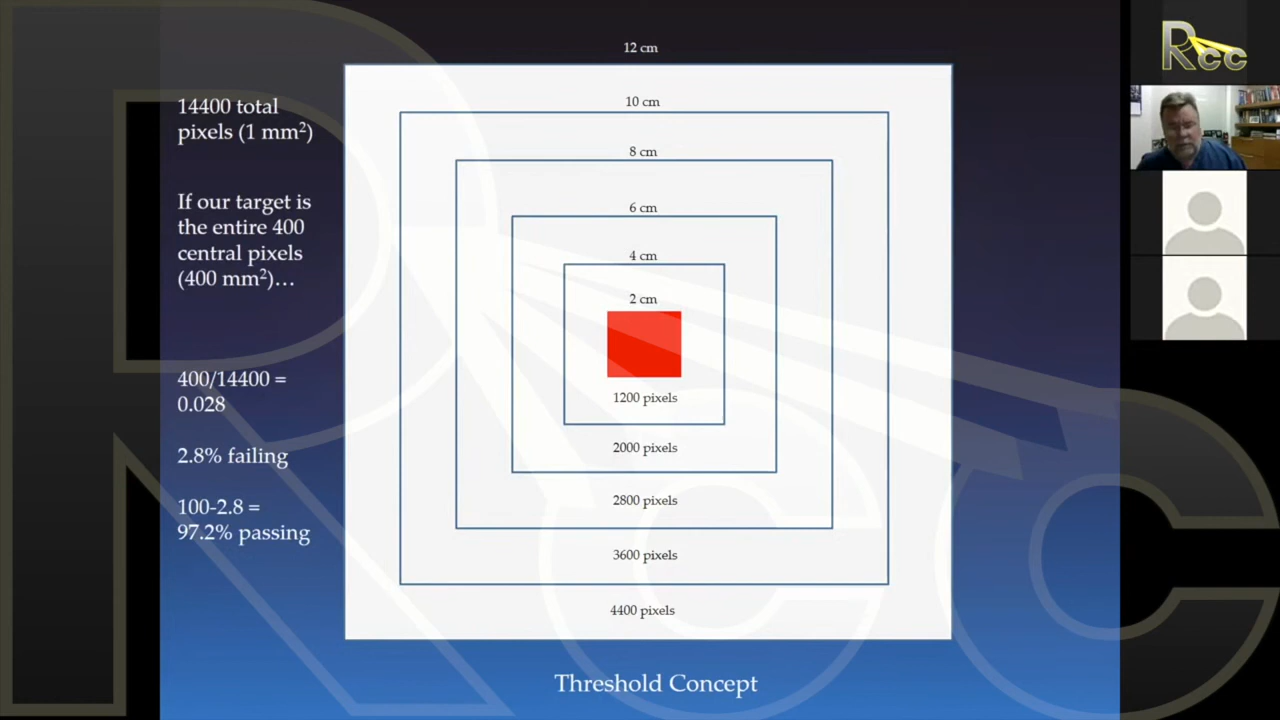 12 cm
14400 total
pixels (1 mm²)
If our target is
the entire 400
central pixels
(400 mm²)…
400/14400 =
0.028
2.8% failing
100-2.8 =
97.2% passing
10 cm
8 cm
6 cm
4 cm
2 cm
1200 pixels
2000 pixels
2800 pixels
3600 pixels
4400 pixels
Threshold Concept
Rcc